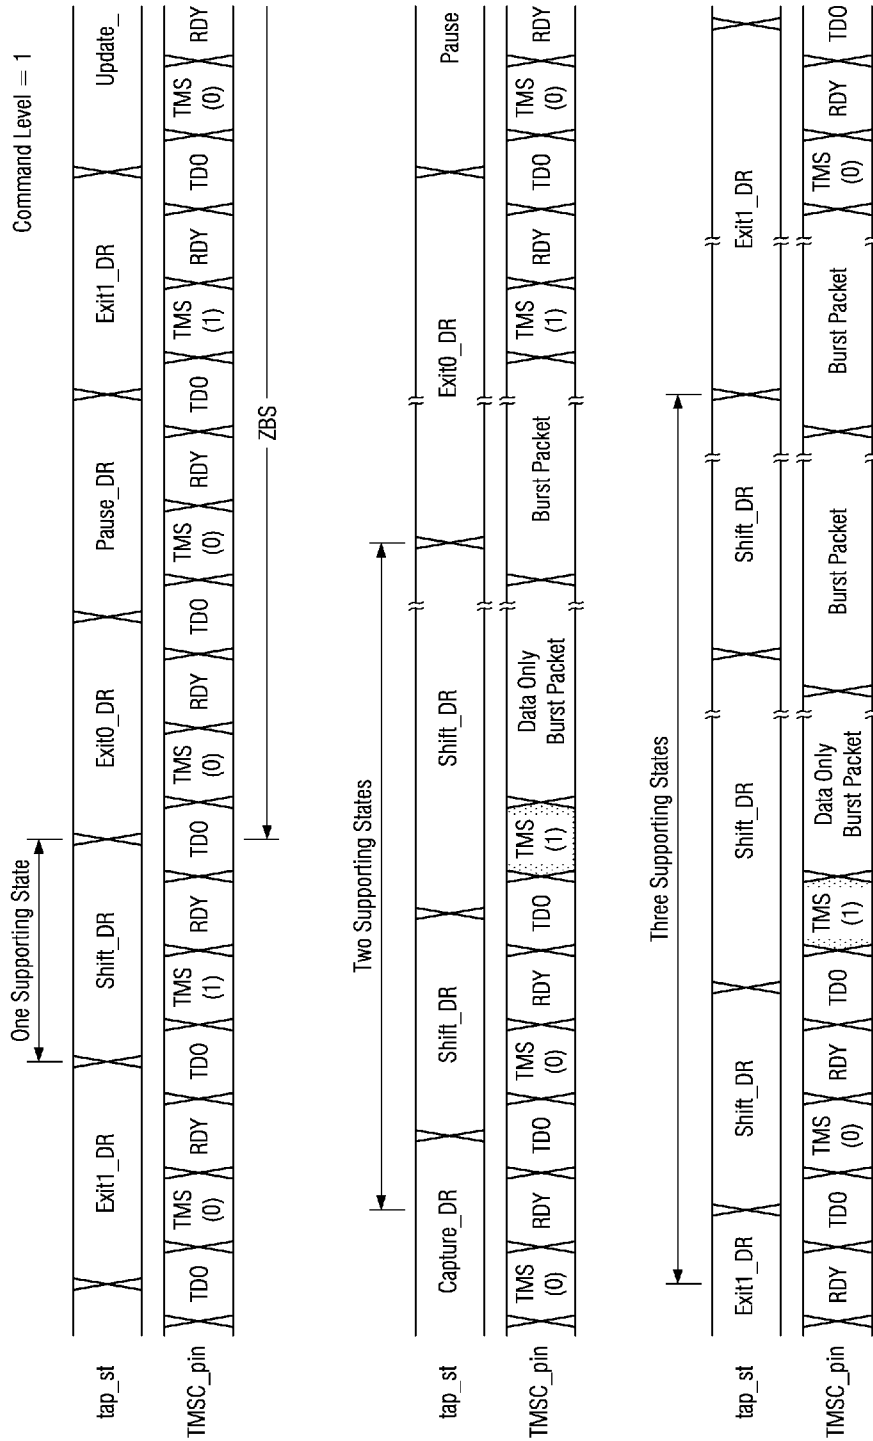 Command Level = 1
One Supporting State
tap_st Exit1_DR Shift_DR Exit0_DR Pause_DR Exit1_DR Update_
TMSC_pin TDO TMS (0) RDY TDO TMS (1) RDY TDO TMS (0) RDY TDO TMS (0) RDY TDO TMS (1) RDY TDO TMS (0) RDY
ZBS
Two Supporting States
tap_st Capture_DR Shift_DR Shift_DR Exit0_DR Pause
TMSC_pin TMS (0) RDY TDO TMS (0) RDY TDO TMS (1) Data Only Burst Packet Burst Packet TMS (1) RDY TDO TMS (0) RDY
Three Supporting States
tap_st Exit1_DR Shift_DR Shift_DR Shift_DR Exit1_DR
TMSC_pin RDY TDO TMS (0) RDY TDO TMS (1) Data Only Burst Packet Burst Packet Burst Packet TMS (0) RDY TDO